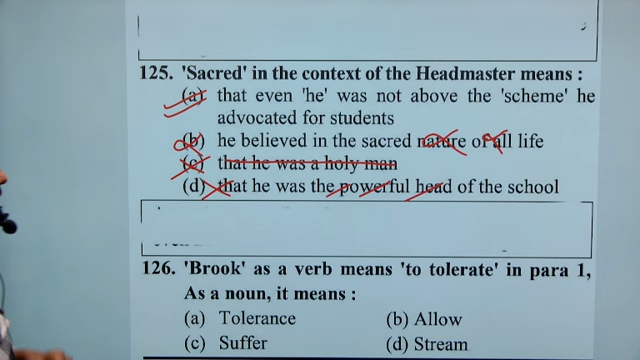 125. 'Sacred' in the context of the Headmaster means :
(a) that even 'he' was not above the 'scheme' he
advocated for students
(b) he believed in the sacred nature of all life
(c) that he was a holy man
(d) that he was the powerful head of the school
126. 'Brook' as a verb means 'to tolerate' in para 1,
As a noun, it means :
(a) Tolerance (b) Allow
(c) Suffer (d) Stream